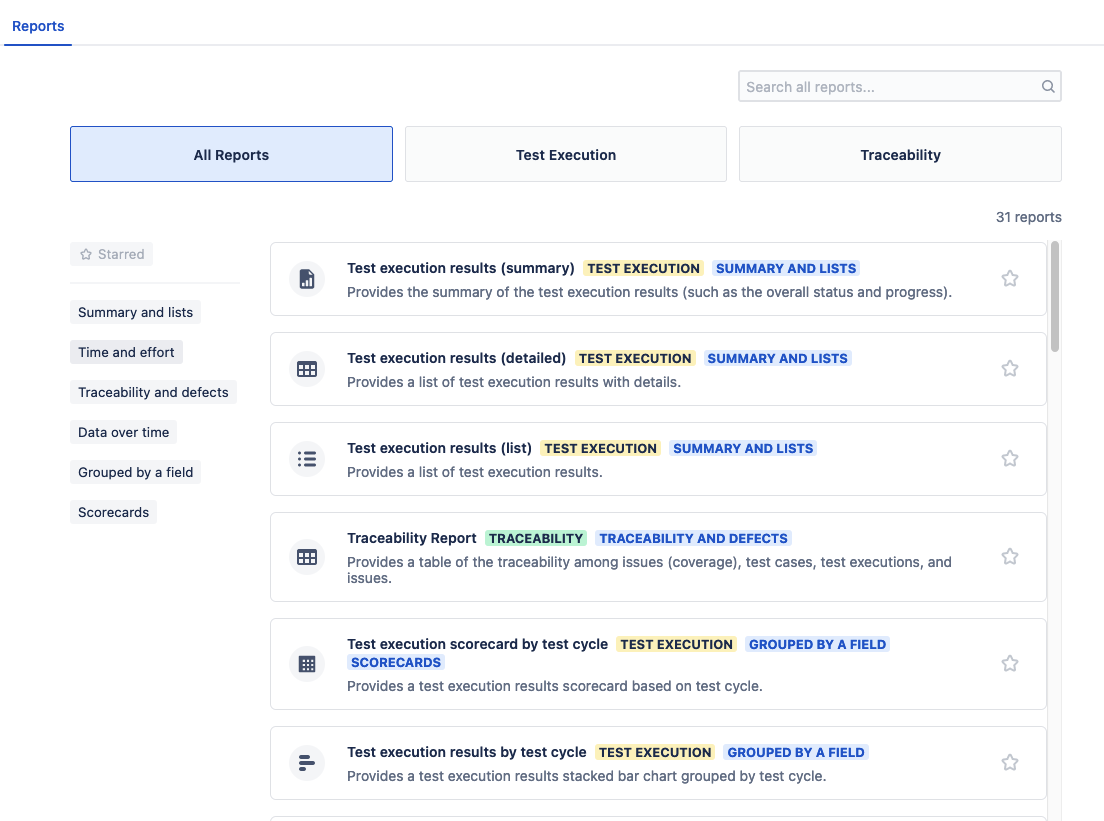 Reports
Search all reports...
All Reports
Test Execution
Traceability
31 reports
Starred
Summary and lists
Time and effort
Traceability and defects
Data over time
Grouped by a field
Scorecards
Test execution results (summary) TEST EXECUTION SUMMARY AND LISTS
Provides the summary of the test execution results (such as the overall status and progress).
Test execution results (detailed) TEST EXECUTION SUMMARY AND LISTS
Provides a list of test execution results with details.
Test execution results (list) TEST EXECUTION SUMMARY AND LISTS
Provides a list of test execution results.
Traceability Report TRACEABILITY TRACEABILITY AND DEFECTS
Provides a table of the traceability among issues (coverage), test cases, test executions, and
issues.
Test execution scorecard by test cycle TEST EXECUTION GROUPED BY A FIELD
SCORECARDS
Provides a test execution results scorecard based on test cycle.
Test execution results by test cycle TEST EXECUTION GROUPED BY A FIELD
Provides a test execution results stacked bar chart grouped by test cycle.